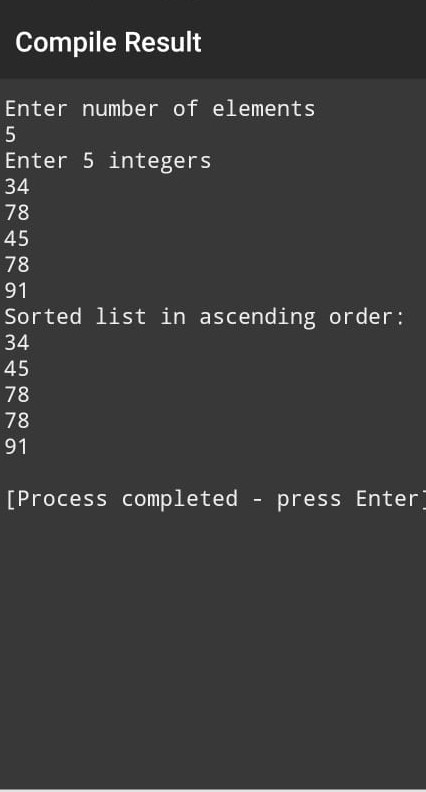 Compile Result
Enter number of elements
5
Enter 5 integers
34
78
45
78
91
Sorted list in ascending order:
34
45
78
78
91
[Process completed - press Enter]